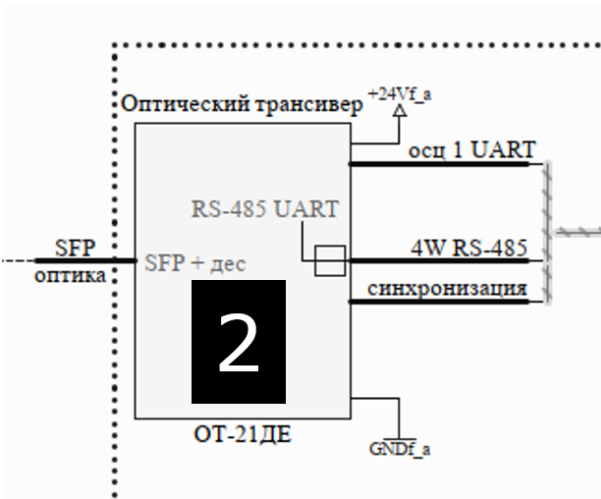 Оптический трансивер
+24Vf_a
осц 1 UART
RS-485 UART
SFP
4W RS-485
оптика
SFP + дес
синхронизация
2
ОТ-21ДЕ
GNDf_a